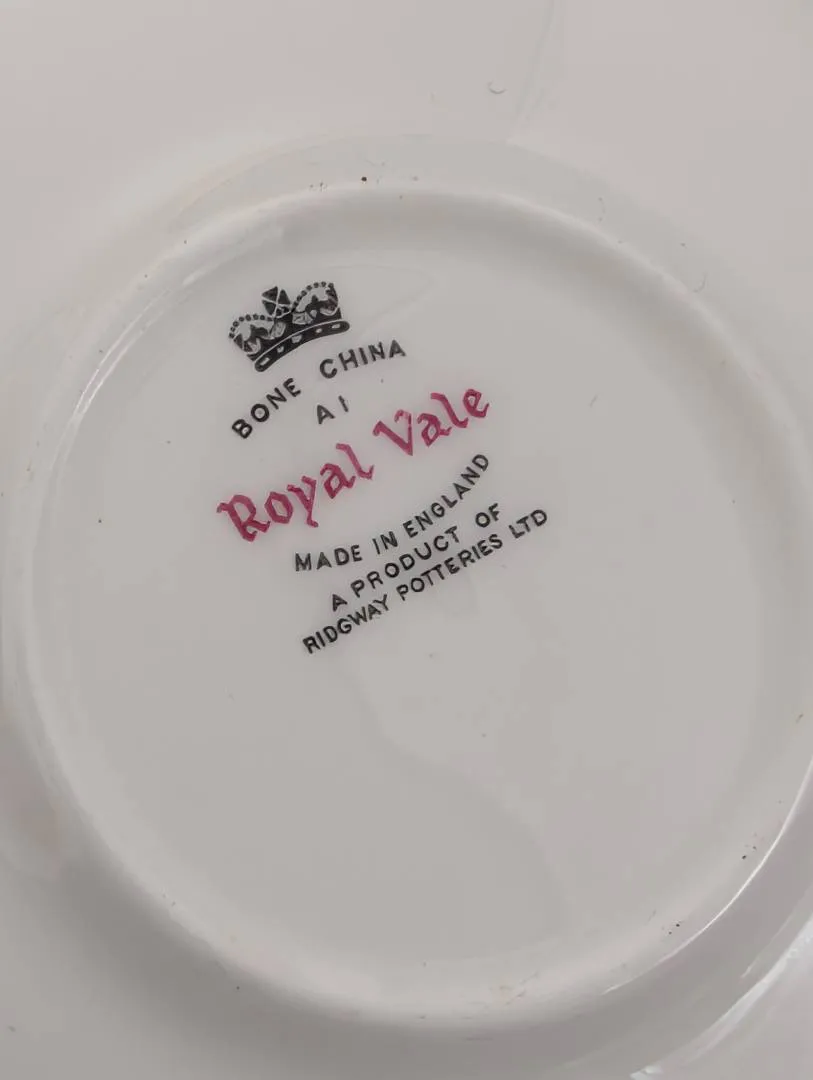 BONE CHINA
A1
Royal Vale
MADE IN ENGLAND
A PRODUCT OF
RIDGWAY POTTERIES LTD